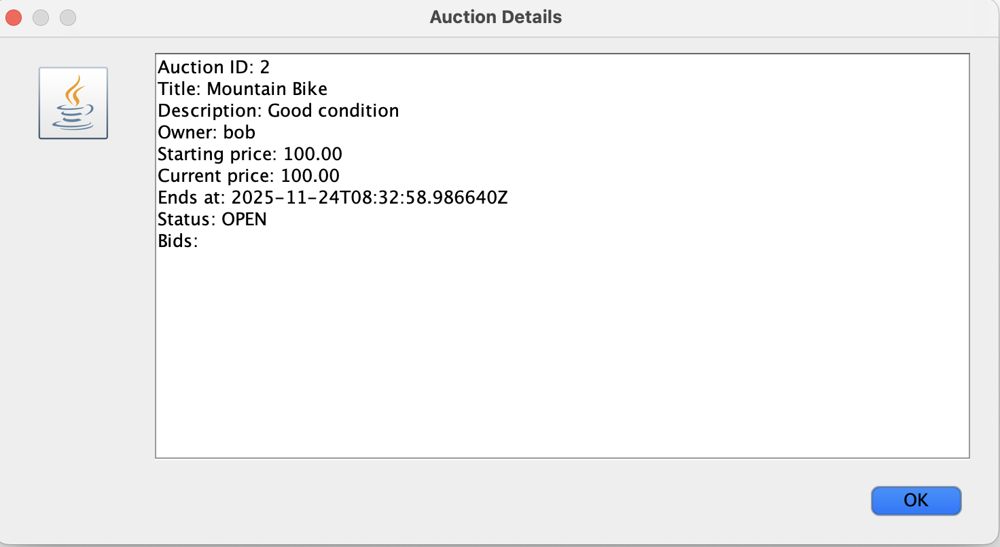 Auction Details
Auction ID: 2
Title: Mountain Bike
Description: Good condition
Owner: bob
Starting price: 100.00
Current price: 100.00
Ends at: 2025-11-24T08:32:58.986640Z
Status: OPEN
Bids:
OK